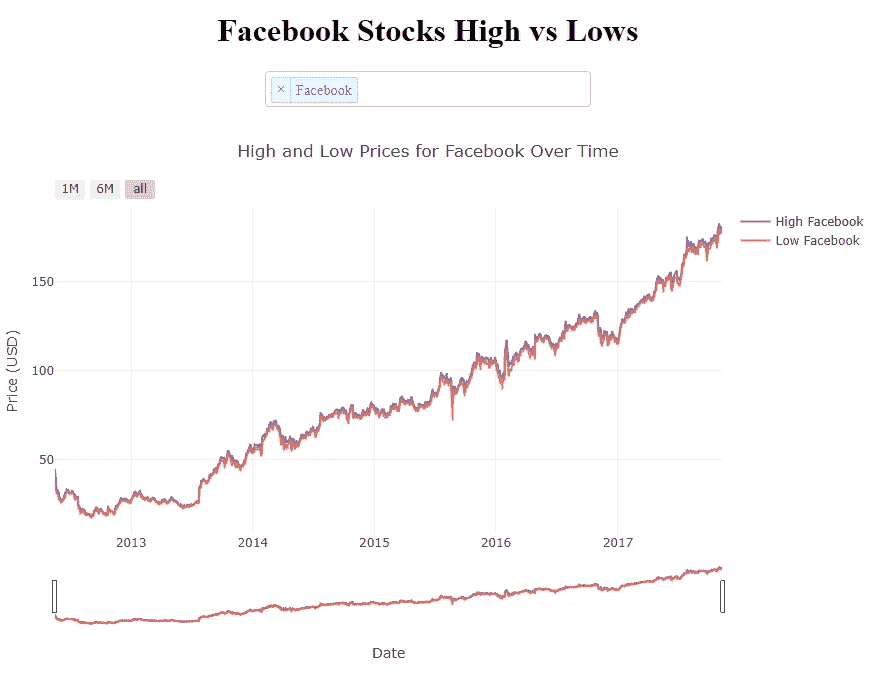 Facebook Stocks High vs Lows
× Facebook
High and Low Prices for Facebook Over Time
1M 6M all
High Facebook
Low Facebook
150
100
50
Price (USD)
2013 2014 2015 2016 2017
Date